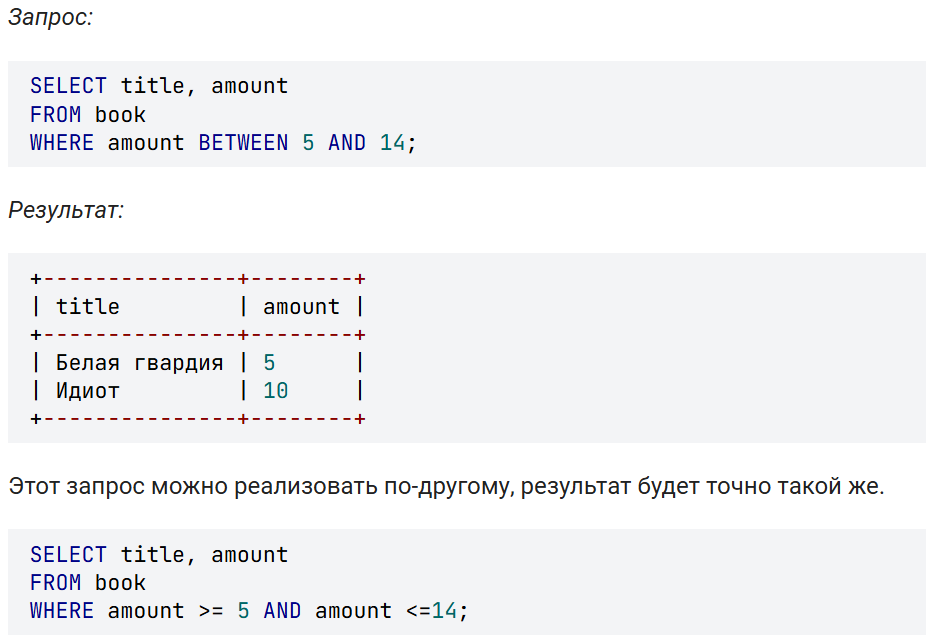 Запрос:
SELECT title, amount
FROM book
WHERE amount BETWEEN 5 AND 14;
Результат:
+---------------+--------+
| title         | amount |
+---------------+--------+
| Белая гвардия | 5      |
| Идиот         | 10     |
+---------------+--------+
Этот запрос можно реализовать по-другому, результат будет точно такой же.
SELECT title, amount
FROM book
WHERE amount >= 5 AND amount <=14;